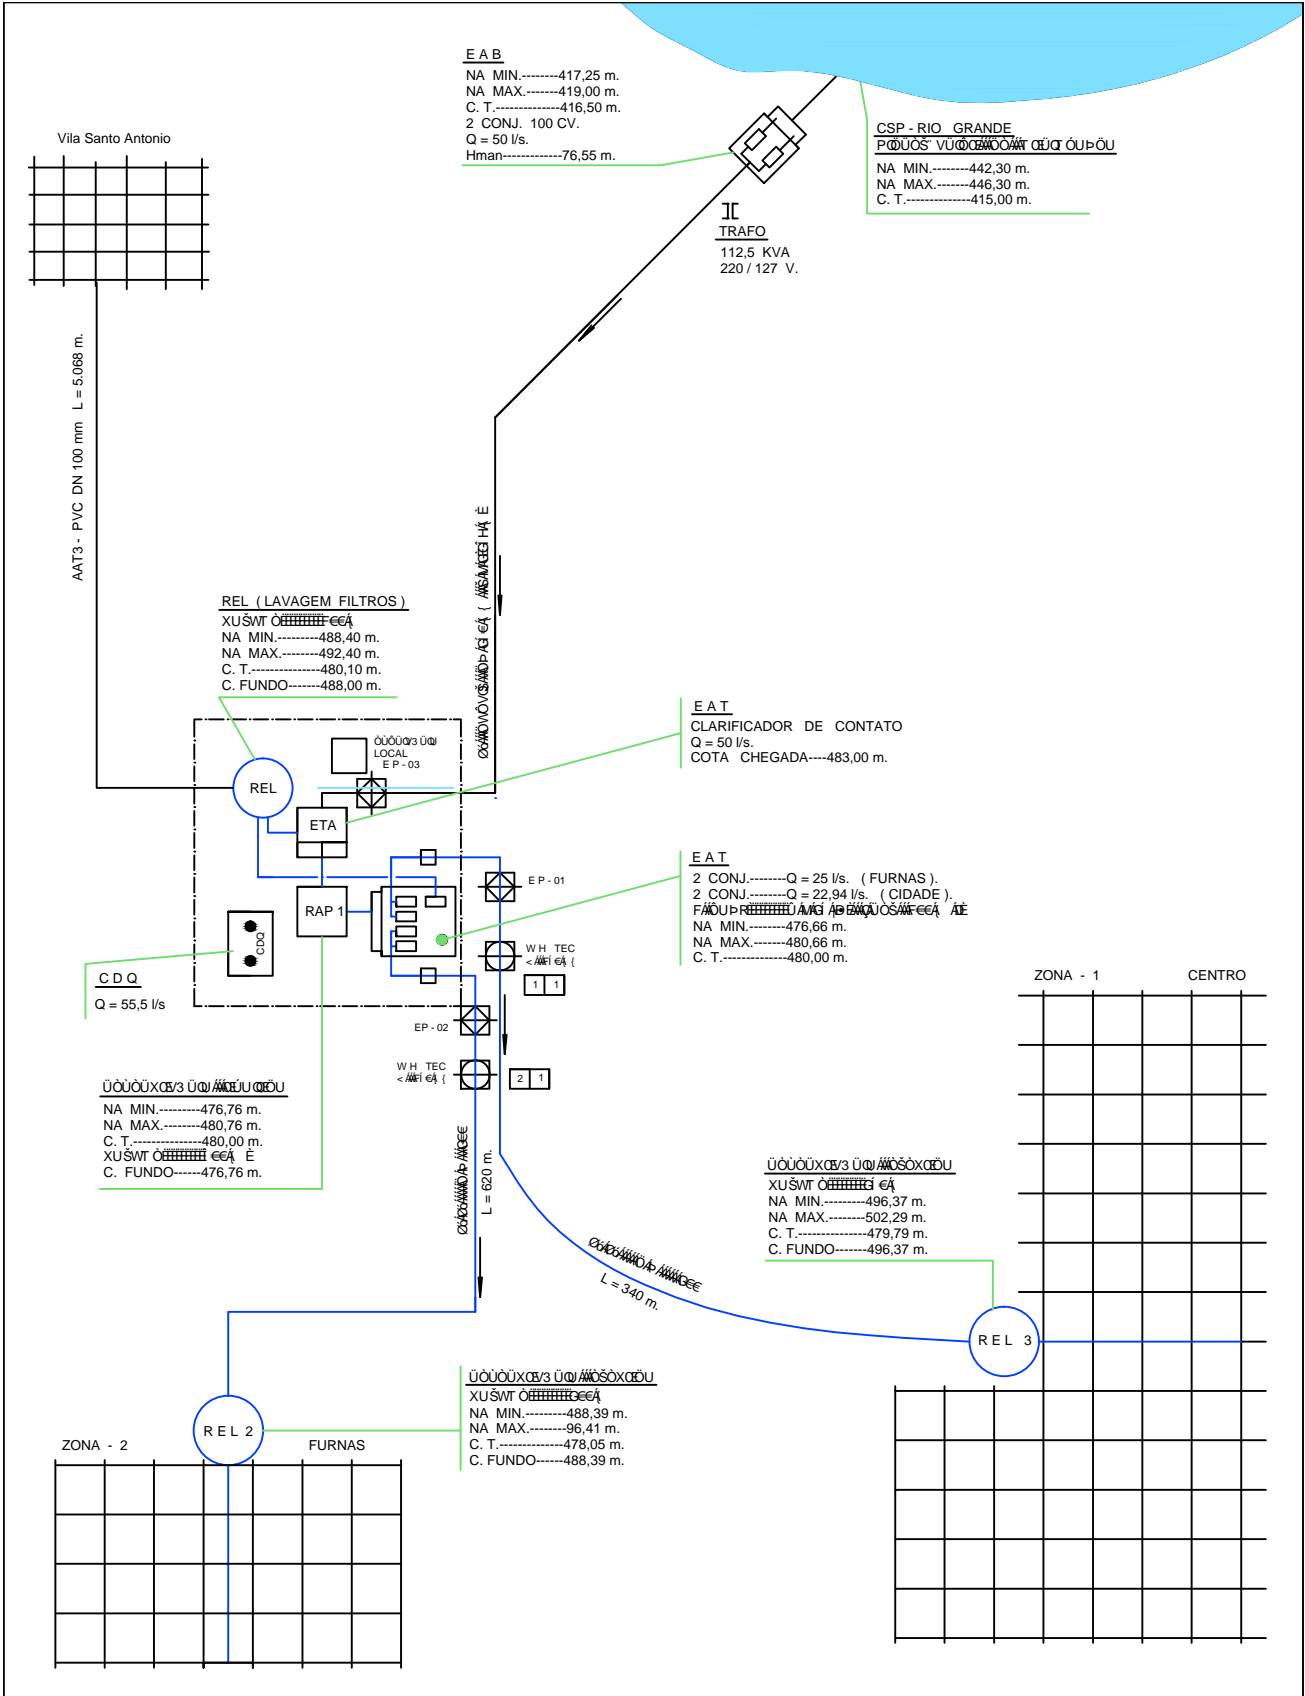 E A B
NA MIN.--------417,25 m.
NA MAX.-------419,00 m.
C. T.--------------416,50 m.
2 CONJ. 100 CV.
Q = 50 l/s.
Hman-------------76,55 m.
CSP - RIO GRANDE
NA MIN.-------442,30 m.
NA MAX.------446,30 m.
C. T.-------------415,00 m.
Vila Santo Antonio
TRAFO
112,5 KVA
220 / 127 V.
AAT3 - PVC DN 100 mm L = 5.068 m.
REL ( LAVAGEM FILTROS )
NA MIN.---------488,40 m.
NA MAX.--------492,40 m.
C. T.---------------480,10 m.
C. FUNDO-------488,00 m.
E A T
CLARIFICADOR DE CONTATO
Q = 50 l/s.
COTA CHEGADA----483,00 m.
LOCAL
E P - 03
REL
ETA
E A T
2 CONJ.--------Q = 25 l/s. ( FURNAS ).
2 CONJ.--------Q = 22,94 l/s. ( CIDADE ).
NA MIN.--------476,66 m.
NA MAX.-------480,66 m.
C. T.--------------480,00 m.
E P - 01
RAP 1
CDQ
W H TEC
1 1
C D Q
Q = 55,5 l/s
EP - 02
W H TEC
2 1
ZONA - 1 CENTRO
NA MIN.---------476,76 m.
NA MAX.--------480,76 m.
C. T.---------------480,00 m.
C. FUNDO------476,76 m.
L = 620 m.
NA MIN.---------496,37 m.
NA MAX.--------502,29 m.
C. T.-------------479,79 m.
C. FUNDO-------496,37 m.
L = 340 m.
REL 3
NA MIN.--------488,39 m.
NA MAX.--------96,41 m.
C. T.--------------478,05 m.
C. FUNDO------488,39 m.
REL 2
ZONA - 2 FURNAS